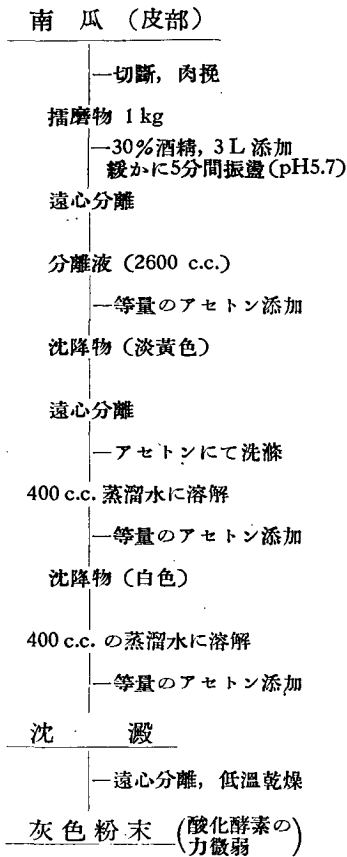 南 瓜 (皮部)
切斷, 肉挽
擂磨物 1 kg
30%酒精, 3 L 添加
緩かに5分間振盪(pH5.7)
遠心分離
分離液 (2600 c.c.)
等量のアセトン添加
沈降物 (淡黃色)
遠心分離
アセトンにて洗滌
400 c.c. 蒸溜水に溶解
等量のアセトン添加
沈降物 (白色)
400 c.c. の蒸溜水に溶解
等量のアセトン添加
沈 澱
遠心分離, 低溫乾燥
灰色粉末 (酸化酵素の
力微弱)